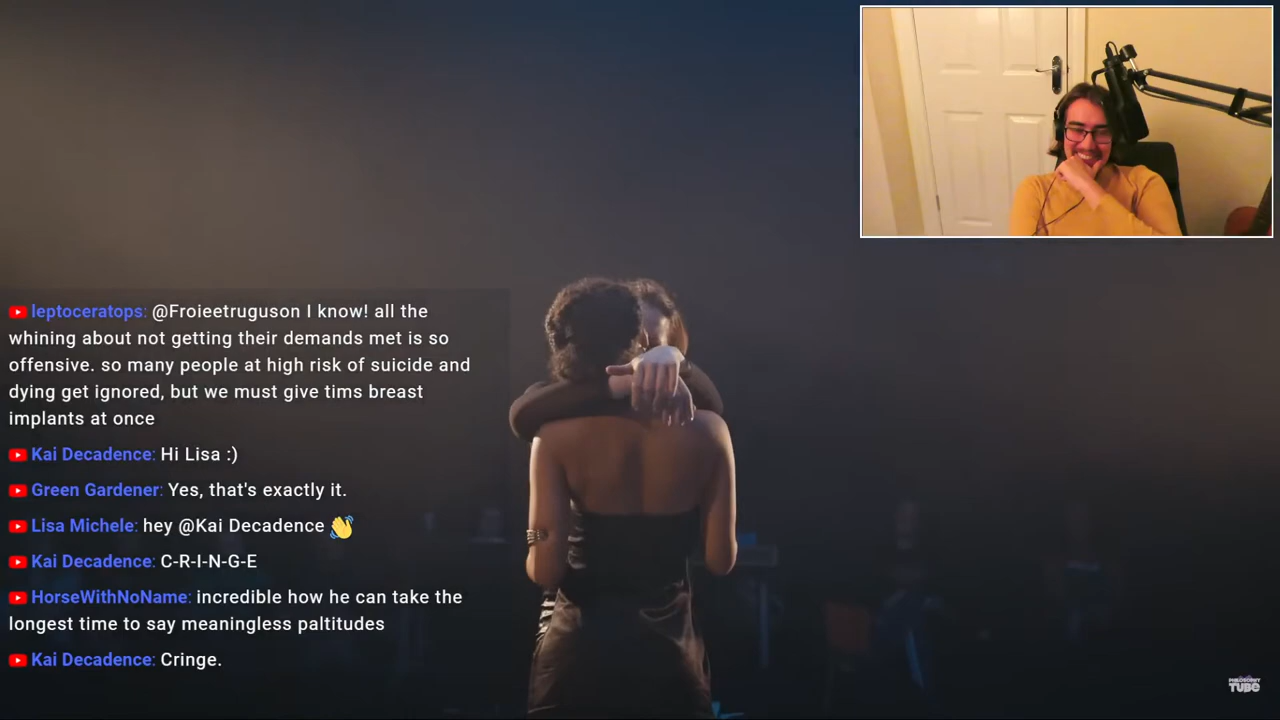 leptoceratops: @Froieetruguson I know! all the
whining about not getting their demands met is so
offensive. so many people at high risk of suicide and
dying get ignored, but we must give tims breast
implants at once
Kai Decadence: Hi Lisa :)
Green Gardener: Yes, that's exactly it.
Lisa Michele: hey @Kai Decadence 👋
Kai Decadence: C-R-I-N-G-E
HorseWithNoName: incredible how he can take the
longest time to say meaningless paltitudes
Kai Decadence: Cringe.
PHILOSOPHY
TUBE